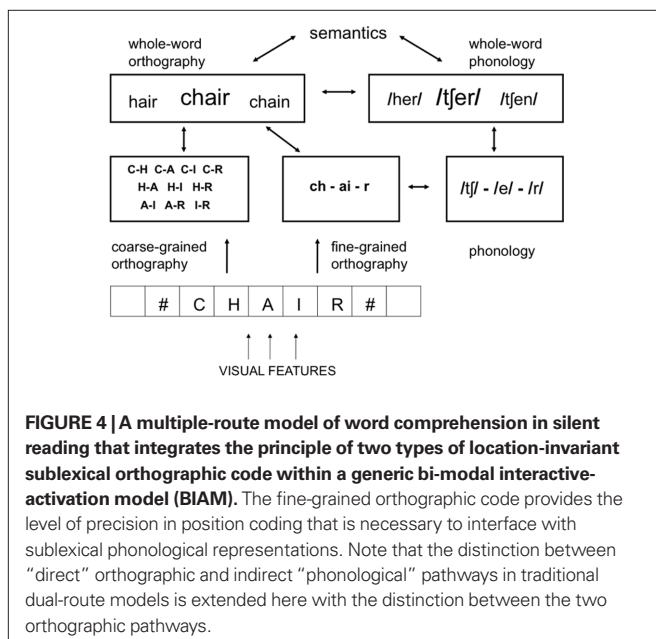 semantics
whole-word
orthography
whole-word
phonology
hair chair chain
/her/ /tʃer/ /tʃen/
C-H C-A C-I C-R
H-A H-I H-R
A-I A-R I-R
ch - ai - r
/tʃ/ - /e/ - /r/
coarse-grained
orthography
fine-grained
orthography
phonology
# C H A I R #
VISUAL FEATURES
FIGURE 4 | A multiple-route model of word comprehension in silent
reading that integrates the principle of two types of location-invariant
sublexical orthographic code within a generic bi-modal interactive-
activation model (BIAM). The fine-grained orthographic code provides the
level of precision in position coding that is necessary to interface with
sublexical phonological representations. Note that the distinction between
“direct” orthographic and indirect “phonological” pathways in traditional
dual-route models is extended here with the distinction between the two
orthographic pathways.